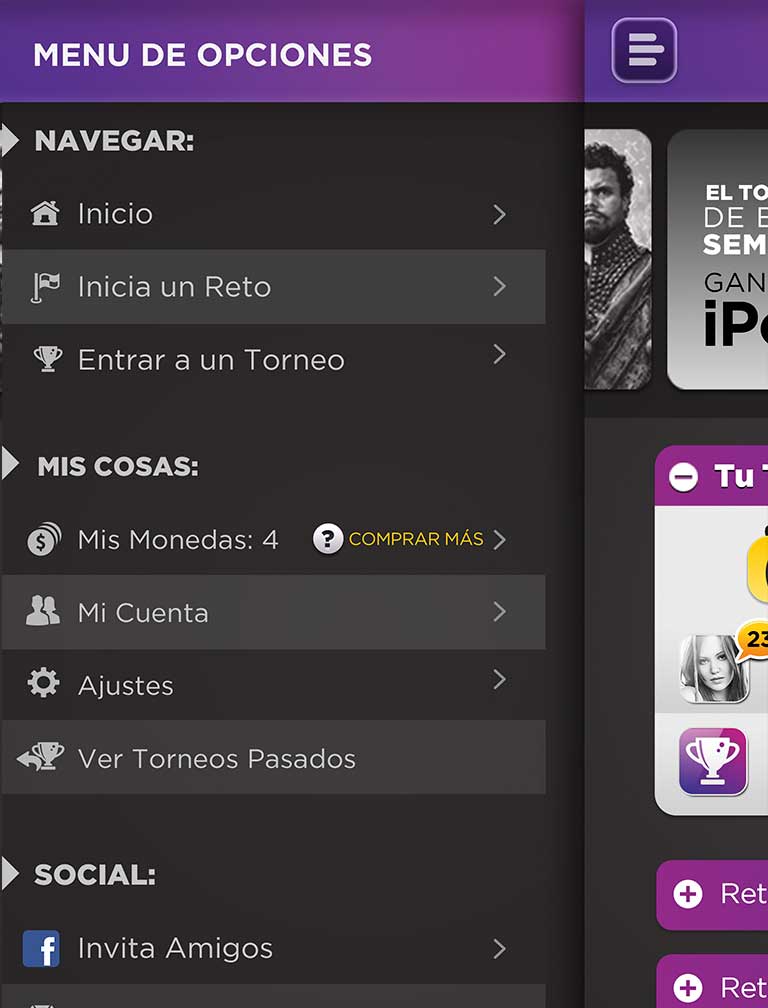 MENU DE OPCIONES
NAVEGAR:
Inicio
Inicia un Reto
Entrar a un Torneo
MIS COSAS:
Mis Monedas: 4
? COMPRAR MÁS
Mi Cuenta
Ajustes
Ver Torneos Pasados
SOCIAL:
Invita Amigos
EL TO
DE E
SEM
GAN
iP
Tu T
23
Ret
Ret